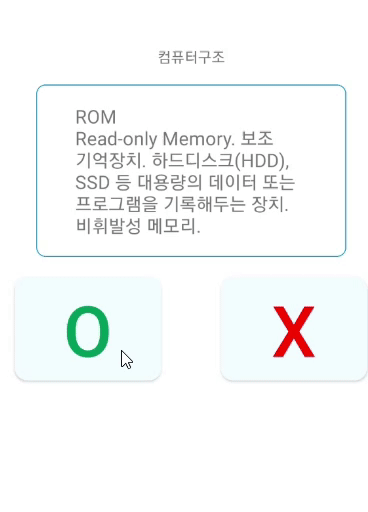 컴퓨터구조
ROM
Read-only Memory. 보조
기억장치. 하드디스크(HDD),
SSD 등 대용량의 데이터 또는
프로그램을 기록해두는 장치.
비휘발성 메모리.
O X